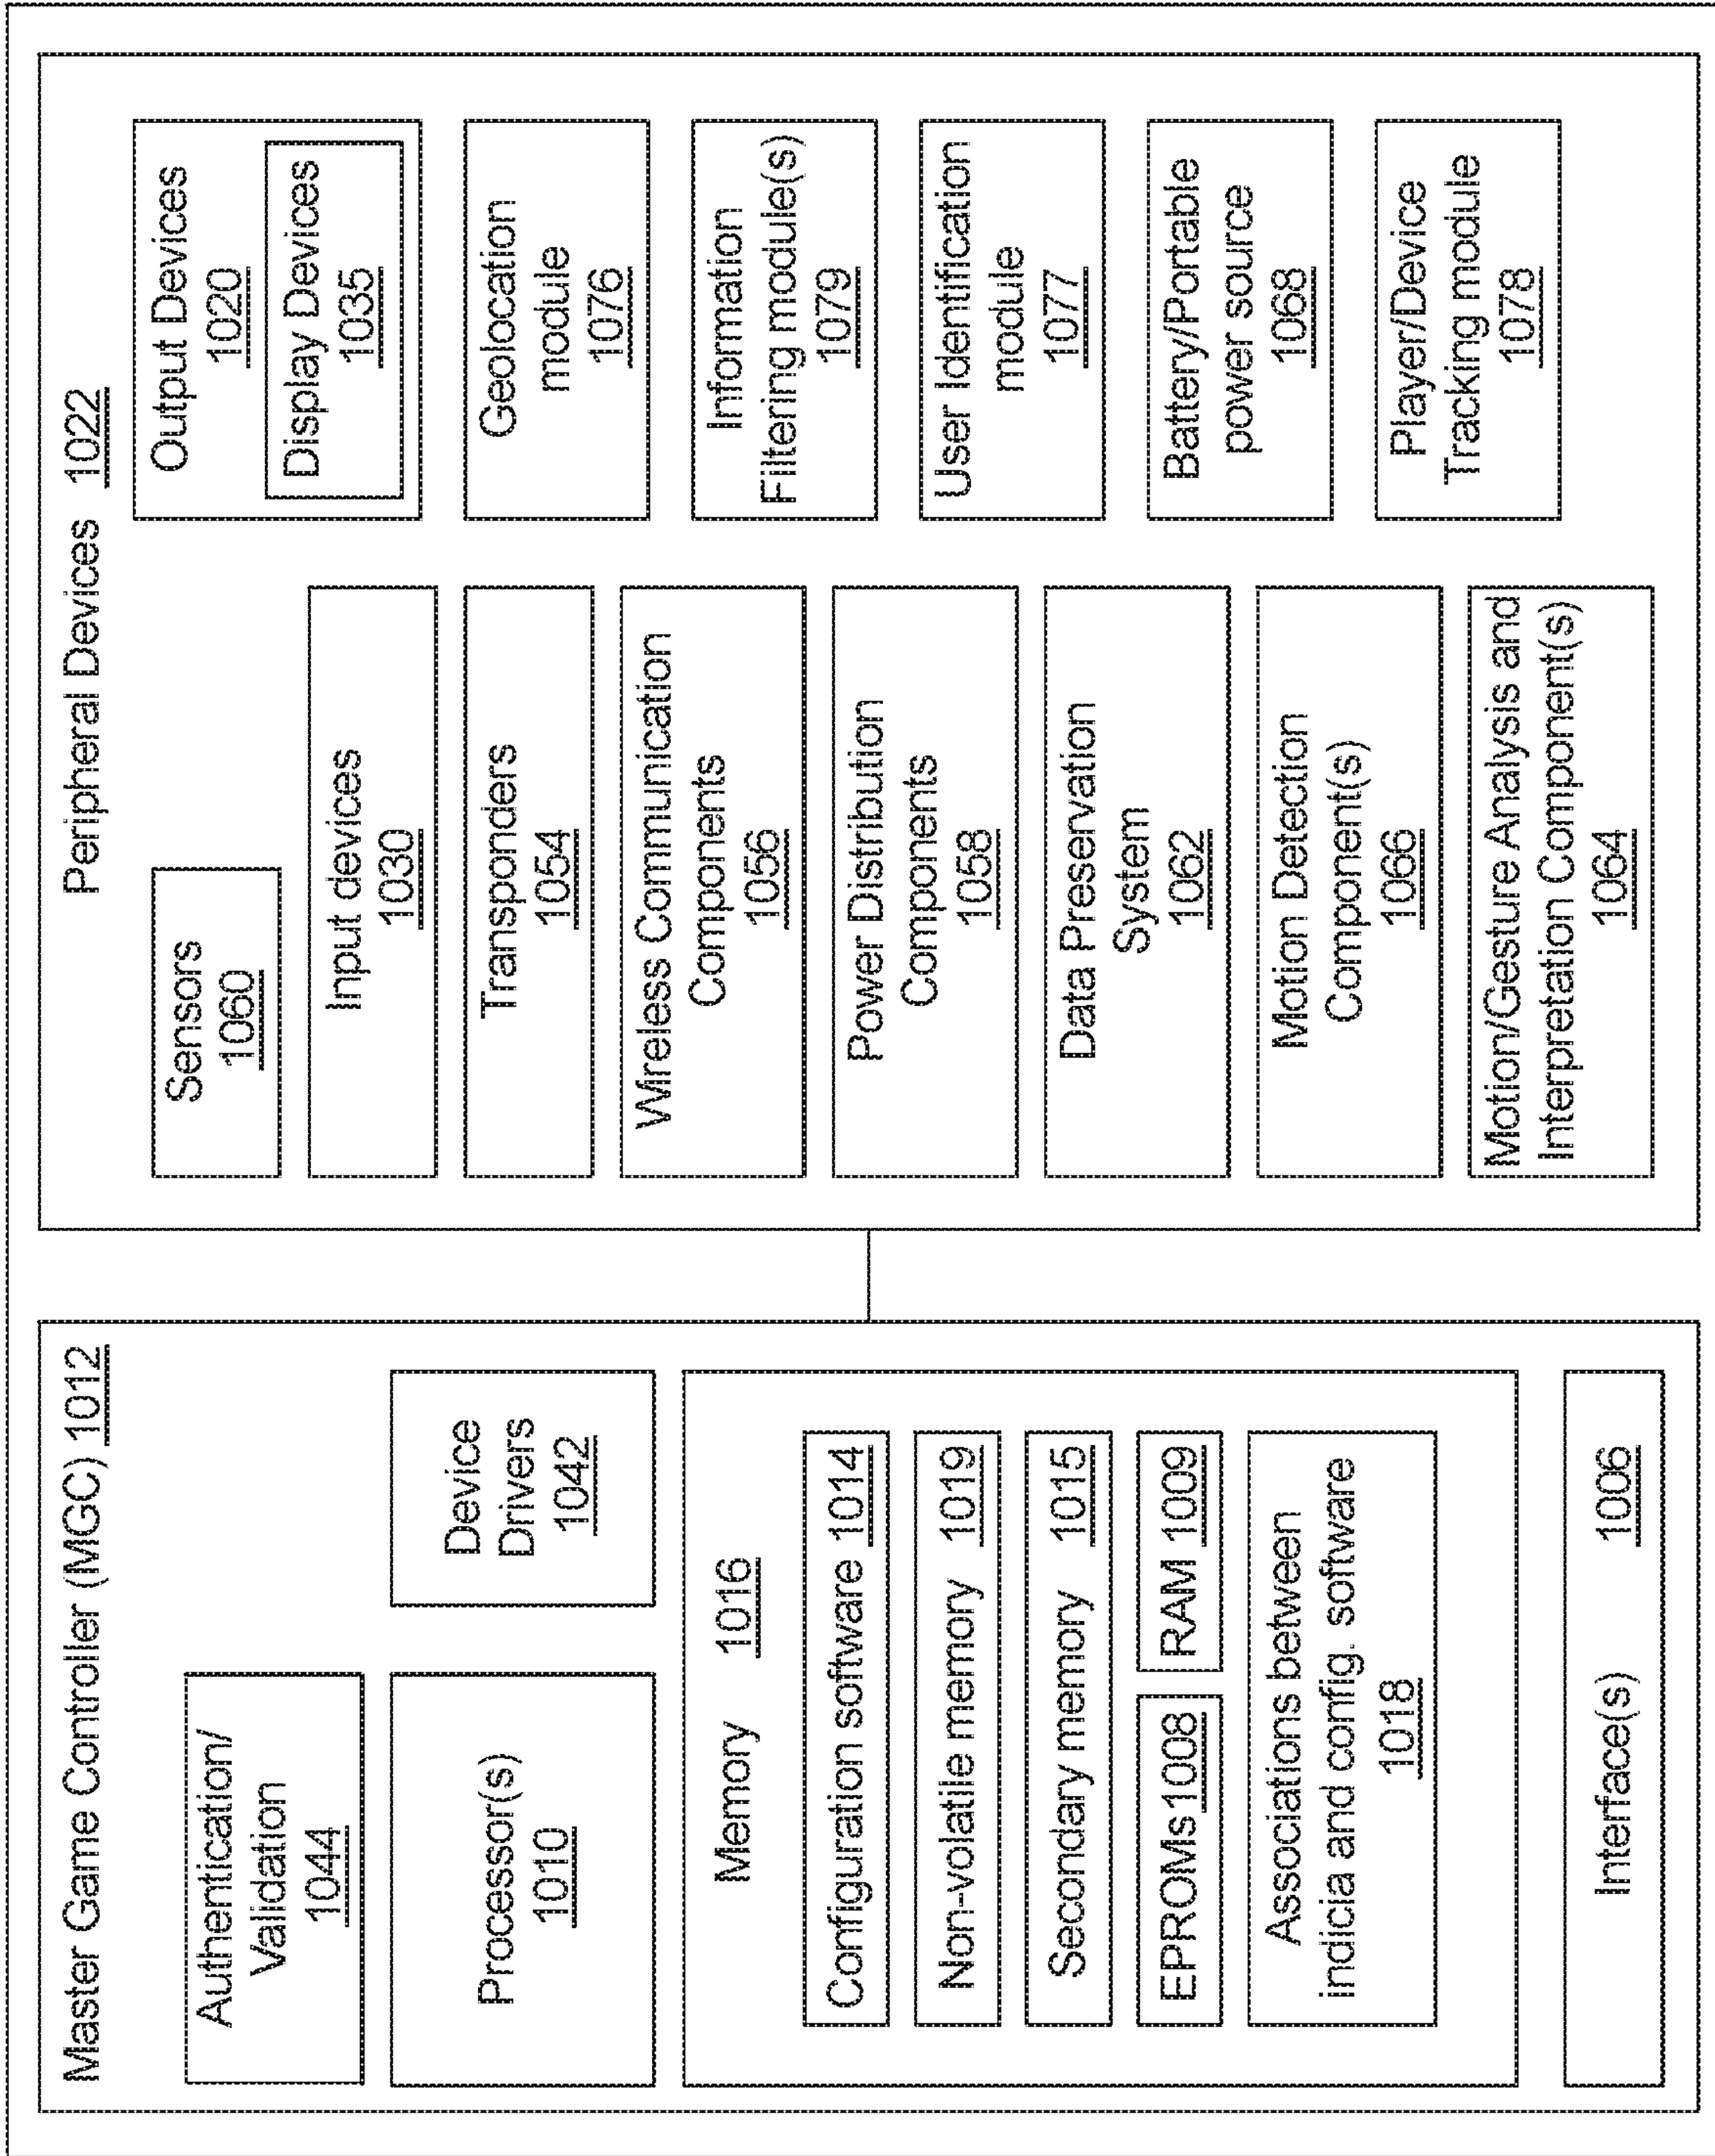 Master Game Controller (MGC) 1012
Authentication/
Validation
1044
Processor(s)
1010
Device
Drivers
1042
Memory 1016
Configuration software 1014
Non-volatile memory 1019
Secondary memory 1015
EPROMs 1008
RAM 1009
Associations between
indicia and config. software
1018
Interface(s) 1006
Peripheral Devices 1022
Sensors
1060
Input devices
1030
Transponders
1054
Wireless Communication
Components
1056
Power Distribution
Components
1058
Data Preservation
System
1062
Motion Detection
Component(s)
1066
Motion/Gesture Analysis and
Interpretation Component(s)
1064
Output Devices
1020
Display Devices
1035
Geolocation
module
1076
Information
Filtering module(s)
1079
User Identification
module
1077
Battery/Portable
power source
1068
Player/Device
Tracking module
1078